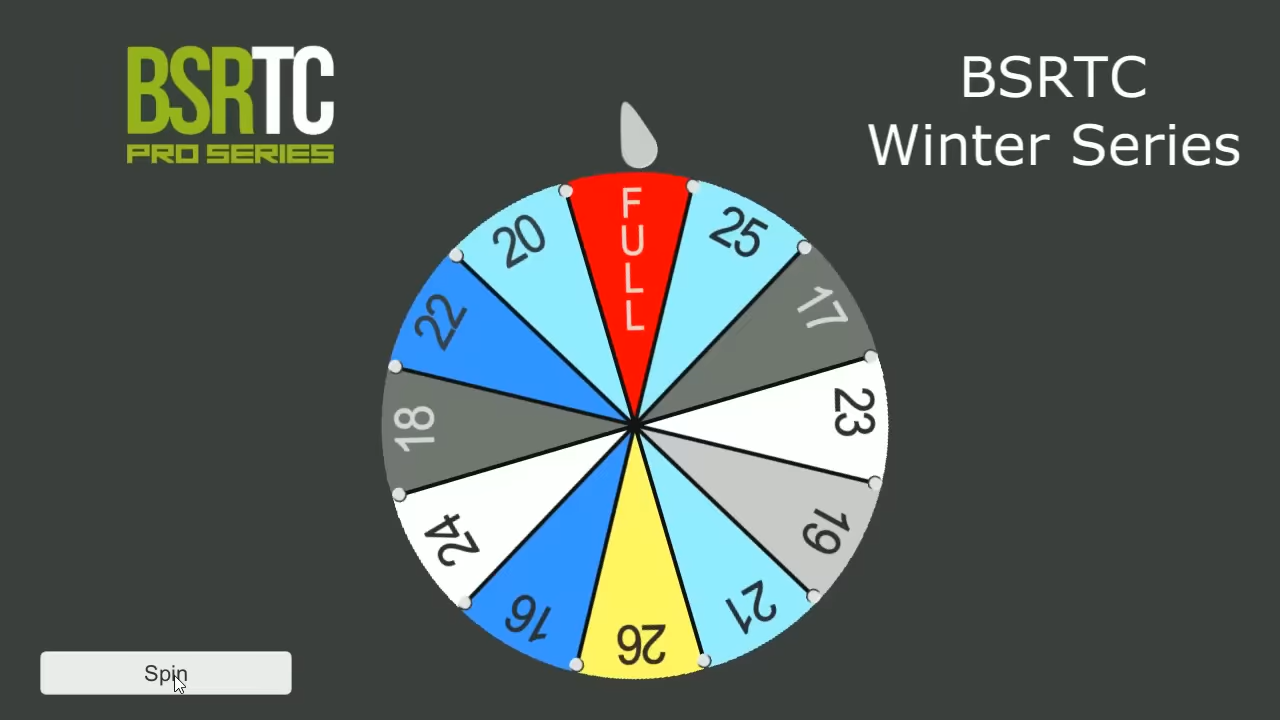 BSRTC
PRO SERIES
BSRTC
Winter Series
FULL
25
17
23
19
21
26
16
24
18
22
20
Spin